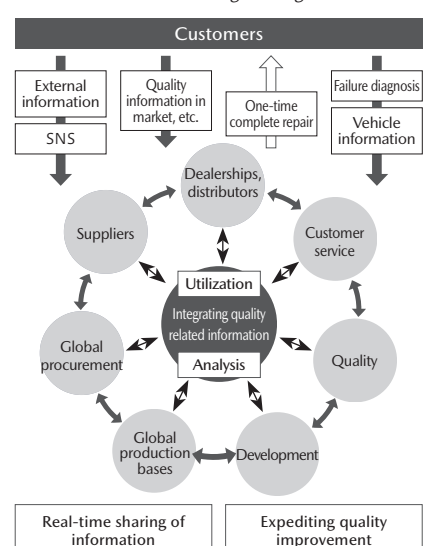 Customers
External
information
SNS
Quality
information in
market, etc.
One-time
complete repair
Failure diagnosis
Vehicle
information
Dealerships,
distributors
Suppliers
Customer
service
Utilization
Integrating quality
related information
Analysis
Global
procurement
Quality
Global
production
bases
Development
Real-time sharing of
information
Expediting quality
improvement